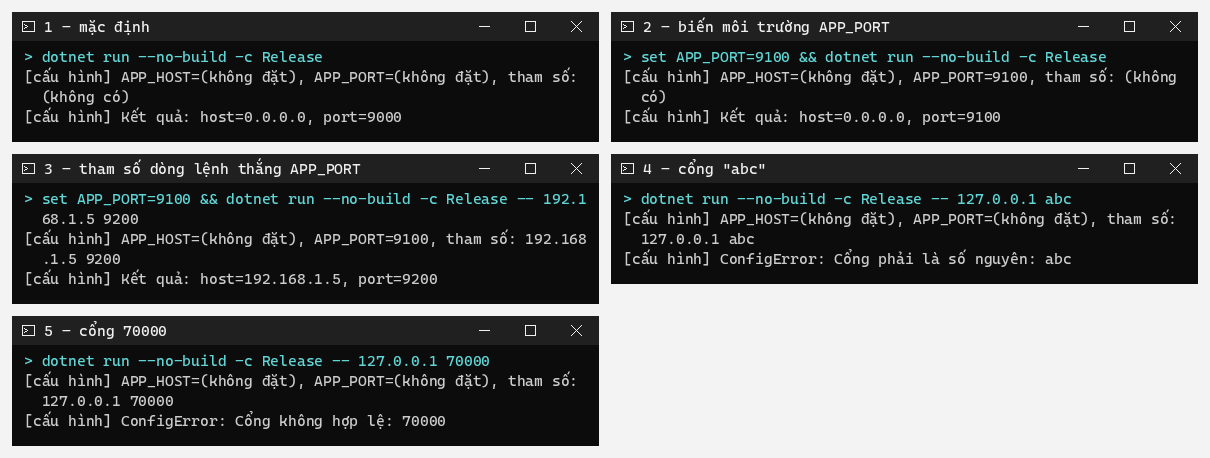 1 – mặc định
> dotnet run --no-build -c Release
[cấu hình] APP_HOST=(không đặt), APP_PORT=(không đặt), tham số:
(không có)
[cấu hình] Kết quả: host=0.0.0.0, port=9000
2 – biến môi trường APP_PORT
> set APP_PORT=9100 && dotnet run --no-build -c Release
[cấu hình] APP_HOST=(không đặt), APP_PORT=9100, tham số: (không
có)
[cấu hình] Kết quả: host=0.0.0.0, port=9100
3 – tham số dòng lệnh thắng APP_PORT
> set APP_PORT=9100 && dotnet run --no-build -c Release -- 192.1
68.1.5 9200
[cấu hình] APP_HOST=(không đặt), APP_PORT=9100, tham số: 192.168
.1.5 9200
[cấu hình] Kết quả: host=192.168.1.5, port=9200
4 – cổng "abc"
> dotnet run --no-build -c Release -- 127.0.0.1 abc
[cấu hình] APP_HOST=(không đặt), APP_PORT=(không đặt), tham số:
127.0.0.1 abc
[cấu hình] ConfigError: Cổng phải là số nguyên: abc
5 – cổng 70000
> dotnet run --no-build -c Release -- 127.0.0.1 70000
[cấu hình] APP_HOST=(không đặt), APP_PORT=(không đặt), tham số:
127.0.0.1 70000
[cấu hình] ConfigError: Cổng không hợp lệ: 70000